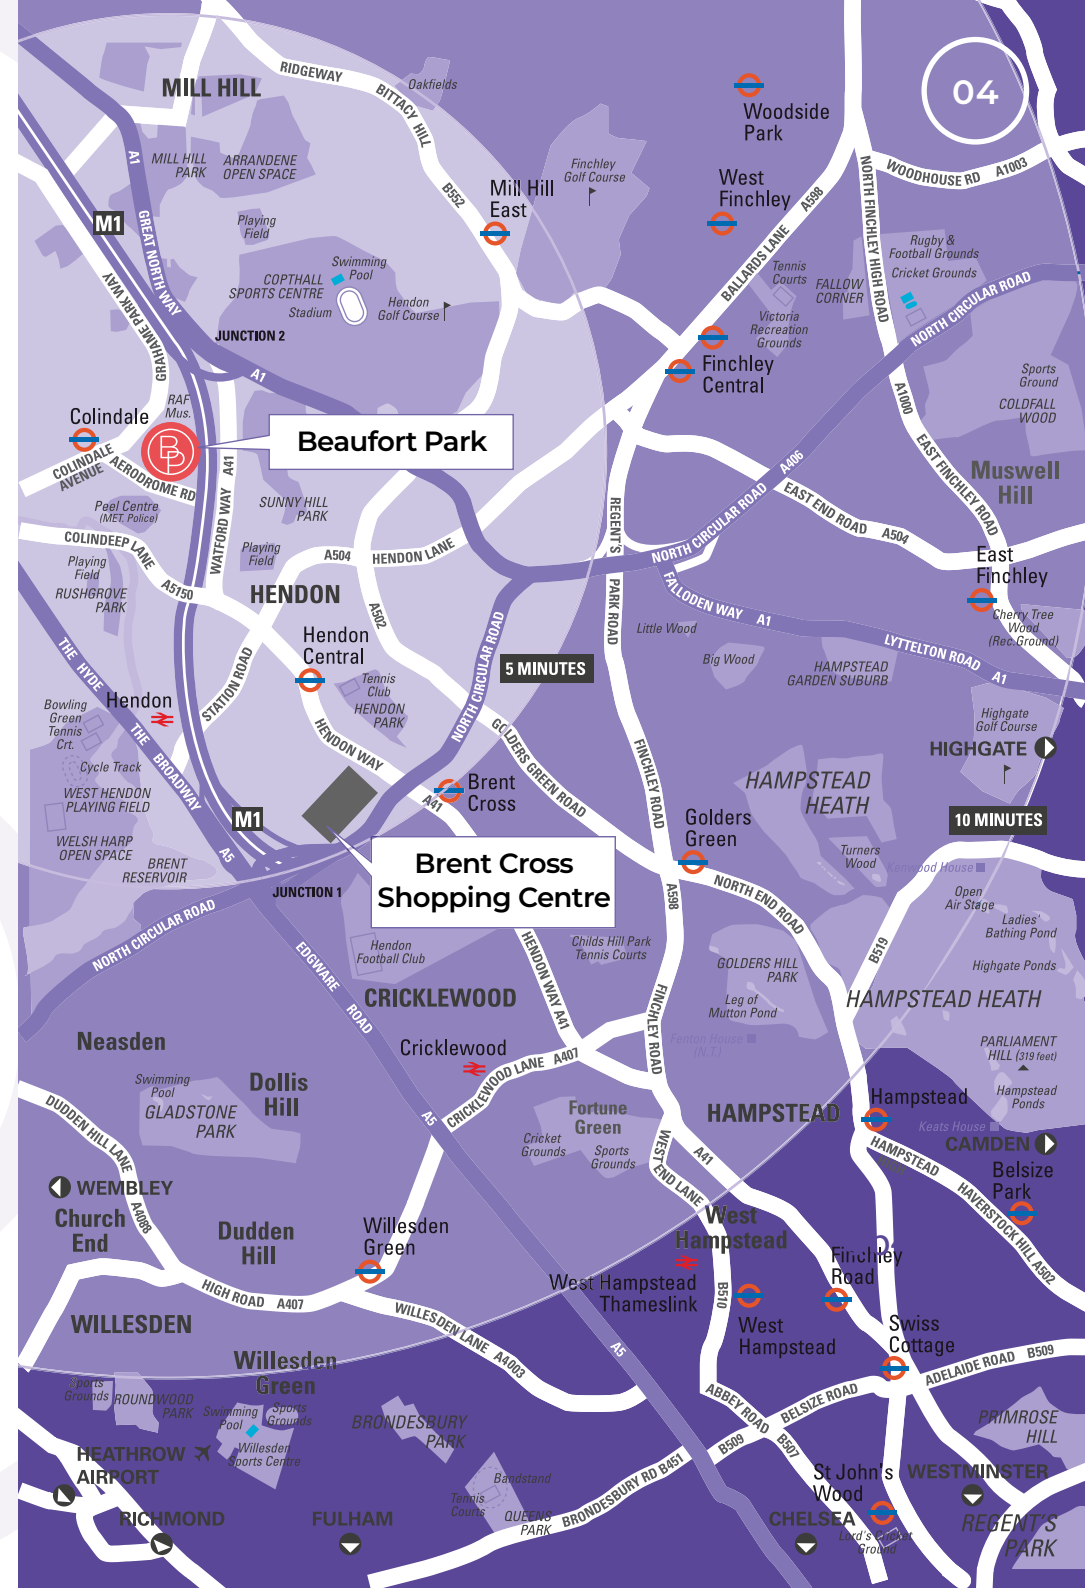 04
RIDGEWAY
MILL HILL
BITTACY HILL
Oakfields
Woodside
Park
A1
MILL HILL
PARK
ARRANDENE
OPEN SPACE
Finchley
Golf Course
NORTH FINCHLEY HIGH ROAD
WOODHOUSE RD
A1003
B552
Mill Hill
East
West
Finchley
A598
M1
GREAT NORTH WAY
Playing
Field
BALLARDS LANE
Rugby &
Football Grounds
Cricket Grounds
Swimming
Pool
COPTHALL
SPORTS CENTRE
Stadium
Hendon
Golf Course
Tennis
Courts
FALLOW
CORNER
NORTH CIRCULAR ROAD
GRAHAME PARK WAY
JUNCTION 2
Victoria
Recreation
Grounds
A1
Finchley
Central
Sports
Ground
COLDFALL
WOOD
A1000
RAF
Mus.
Colindale
BP
Beaufort Park
COLINDALE
AVENUE
AERODROME RD
A41
WATFORD WAY
A406
EAST FINCHLEY ROAD
Muswell
Hill
Peel Centre
(MET. Police)
SUNNY HILL
PARK
REGENT'S
PARK ROAD
NORTH CIRCULAR ROAD
EAST END ROAD
A504
COLINDEEP LANE
A5150
Playing
Field
RUSHGROVE
PARK
Playing
Field
A504
HENDON LANE
East
Finchley
HENDON
A502
FALLODEN WAY
A1
Cherry Tree
Wood
(Rec.Ground)
Little Wood
LYTTELTON ROAD
A1
THE HYDE
Hendon
Central
NORTH CIRCULAR ROAD
5 MINUTES
Big Wood
HAMPSTEAD
GARDEN SUBURB
STATION ROAD
Hendon
Tennis
Club
HENDON
PARK
Bowling
Green
Tennis
Crt.
THE BROADWAY
HENDON WAY
GOLDERS GREEN ROAD
FINCHLEY ROAD
Highgate
Golf Course
HIGHGATE
Cycle Track
WEST HENDON
PLAYING FIELD
Brent
Cross
A41
HAMPSTEAD
HEATH
10 MINUTES
M1
WELSH HARP
OPEN SPACE
BRENT
RESERVOIR
A5
Golders
Green
Turners
Wood
Kenwood House
Brent Cross
Shopping Centre
JUNCTION 1
A598
NORTH END ROAD
Open
Air Stage
Ladies'
Bathing Pond
NORTH CIRCULAR ROAD
EDGWARE ROAD
Hendon
Football Club
HENDON WAY A41
Childs Hill Park
Tennis Courts
B519
GOLDERS HILL
PARK
Highgate Ponds
CRICKLEWOOD
FINCHLEY ROAD
Leg of
Mutton Pond
HAMPSTEAD HEATH
Neasden
Cricklewood
CRICKLEWOOD LANE A407
Fenton House
(N.T.)
PARLIAMENT
HILL (319 feet)
Swimming
Pool
GLADSTONE
PARK
Dollis
Hill
Hampstead
Ponds
DUDDEN HILL LANE
A5
Fortune
Green
HAMPSTEAD
Hampstead
Keats House
CAMDEN
Cricket
Grounds
Sports
Grounds
WEST END LANE
A41
HAMPSTEAD
Belsize
Park
WEMBLEY
A4088
HAVERSTOCK HILL A502
Church
End
Dudden
Hill
Willesden
Green
West
Hampstead
Finchley
Road
HIGH ROAD A407
West Hampstead
Thameslink
B510
WILLESDEN
WILLESDEN LANE A4003
West
Hampstead
Swiss
Cottage
A5
Willesden
Green
ADELAIDE ROAD B509
Sports
Grounds
ROUNDWOOD
PARK
Swimming
Pool
Sports
Grounds
Willesden
Sports Centre
BRONDESBURY
PARK
ABBEY ROAD
B507
BELSIZE ROAD
B509
PRIMROSE
HILL
HEATHROW
AIRPORT
BRONDESBURY RD B451
Bandstand
Tennis
Courts
QUEENS
PARK
St John's
Wood
WESTMINSTER
RICHMOND
FULHAM
CHELSEA
Lord's Cricket
Ground
REGENT'S
PARK